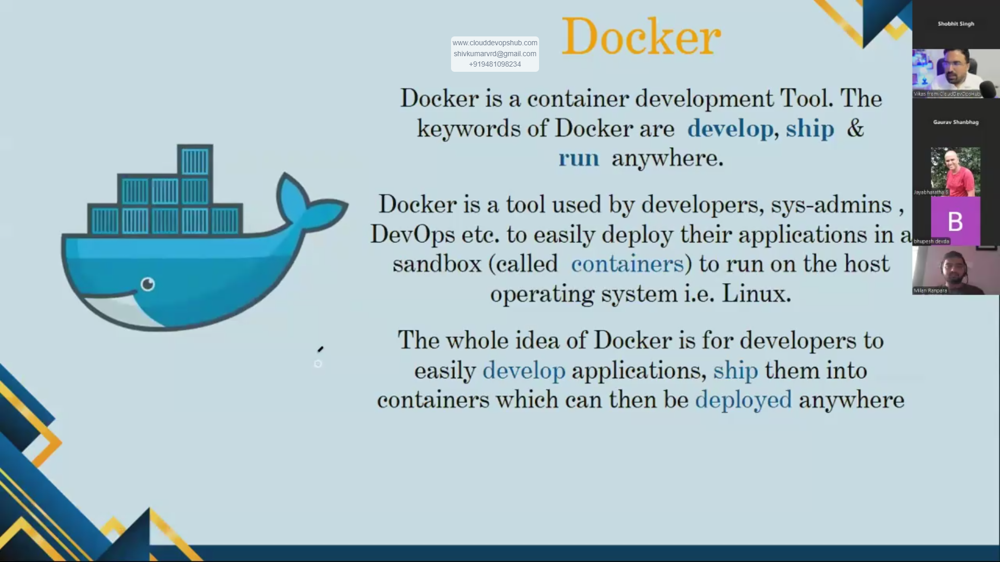 Docker
www.clouddevopshub.com
shivkumarvrd@gmail.com
+919481098234
Docker is a container development Tool. The
keywords of Docker are develop, ship &
run anywhere.
Docker is a tool used by developers, sys-admins ,
DevOps etc. to easily deploy their applications in a
sandbox (called containers) to run on the host
operating system i.e. Linux.
The whole idea of Docker is for developers to
easily develop applications, ship them into
containers which can then be deployed anywhere
Shobhit Singh
Vikas from CloudDevOpsHub
Gaurav Shanbhag
Jayabharatha S
B
bhupesh devda
Milan Ranpara